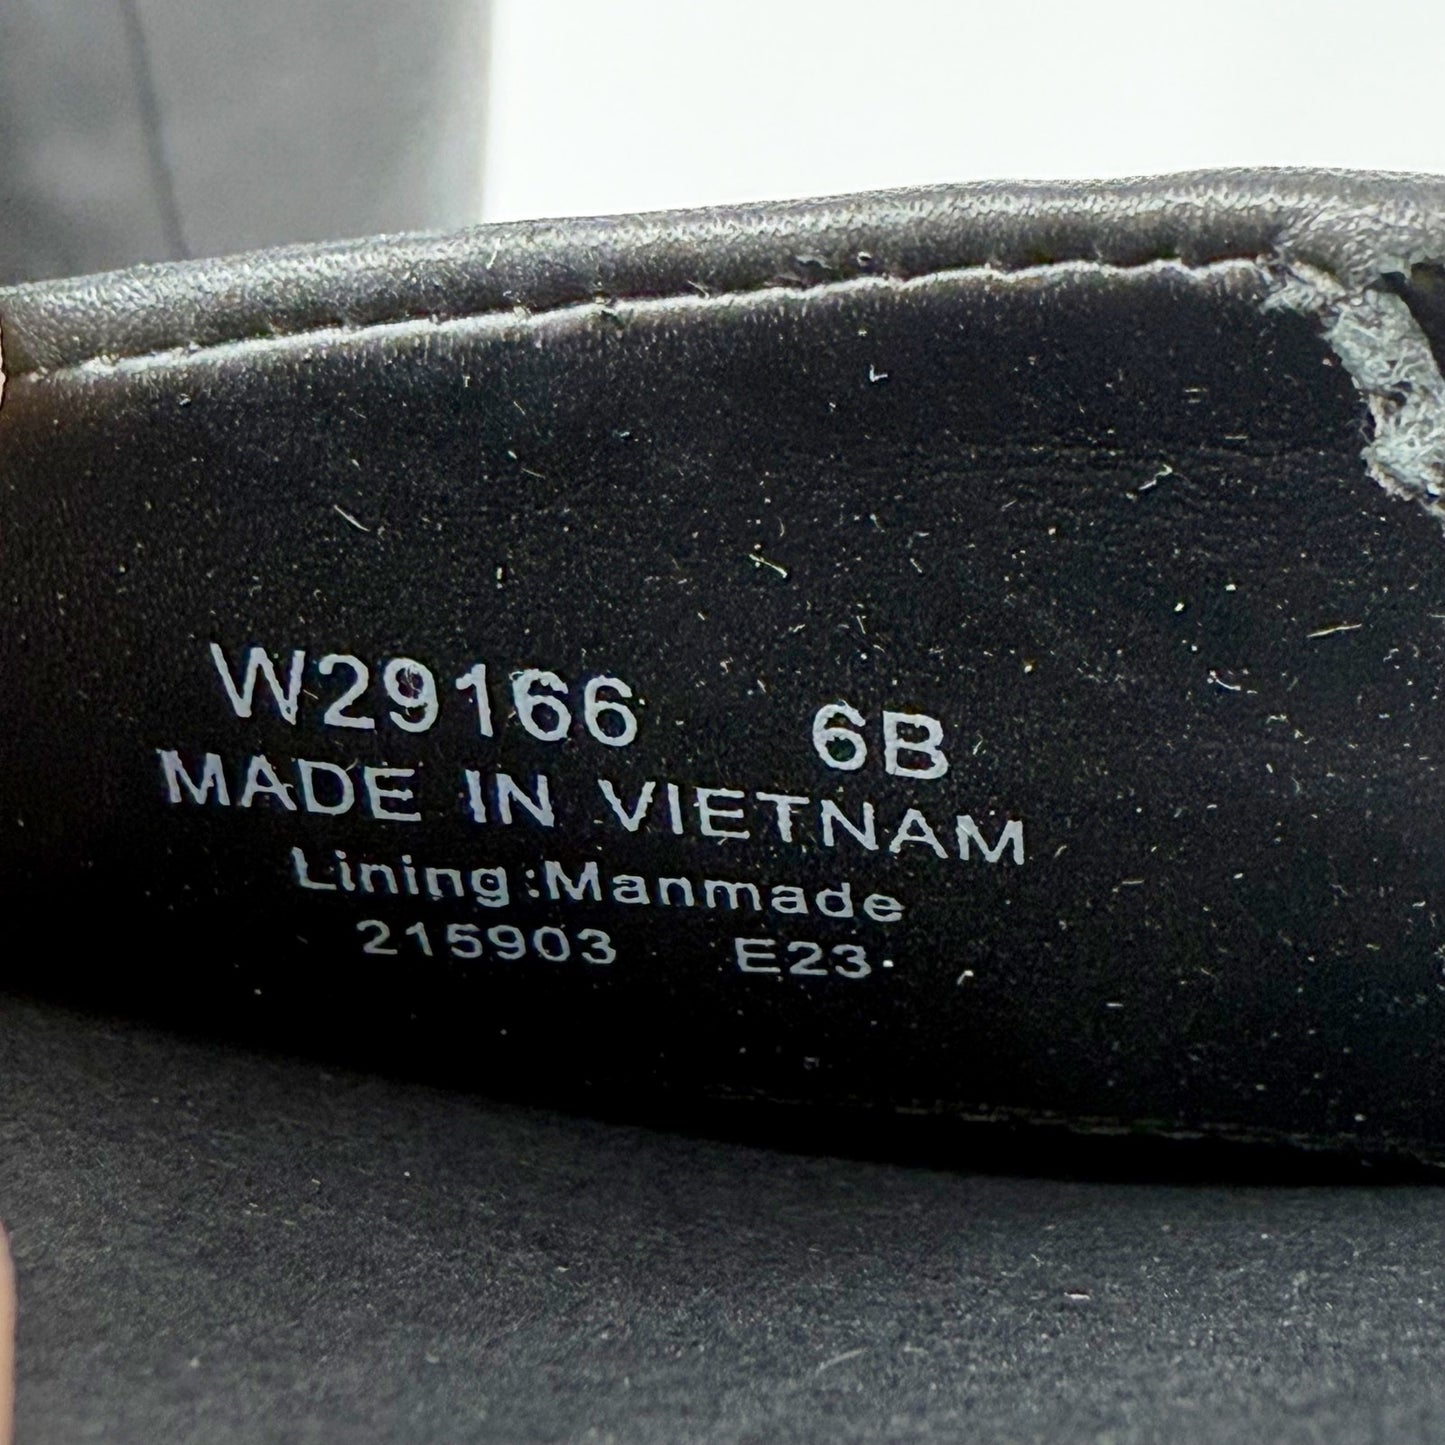 W29166 6B
MADE IN VIETNAM
Lining:Manmade
215903 E23